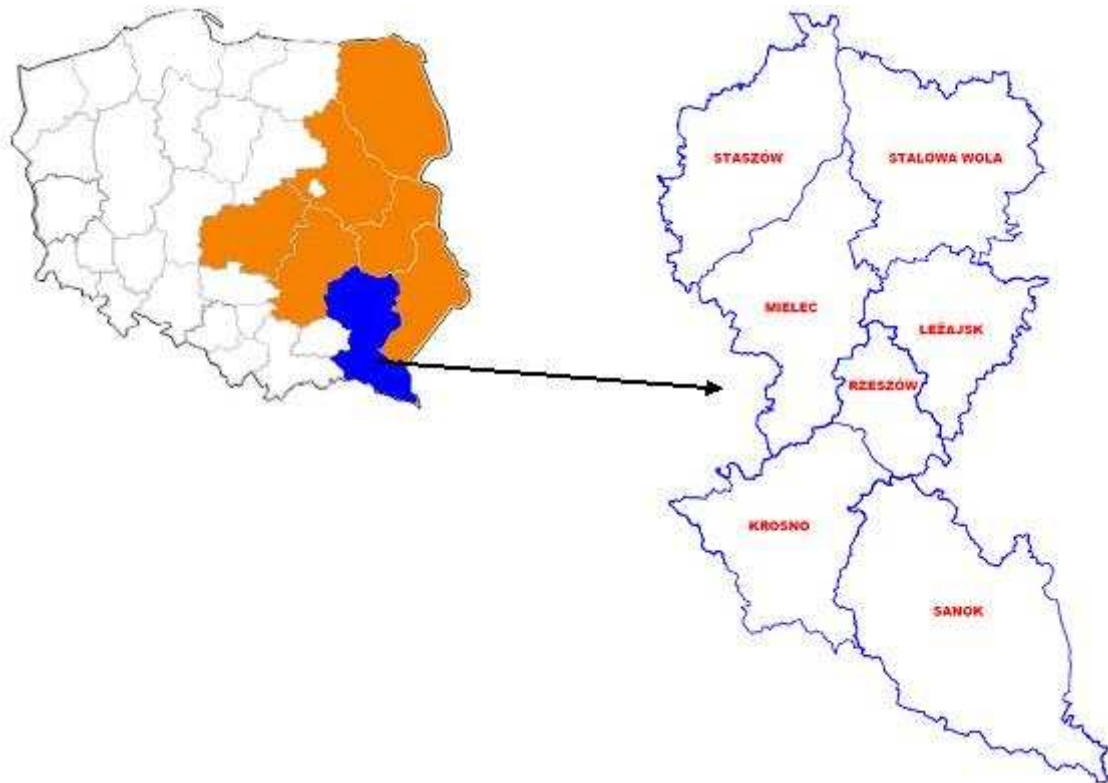 STASZÓW
STALOWA WOLA
MIELEC
LEŻAJSK
RZESZÓW
KROSNO
SANOK